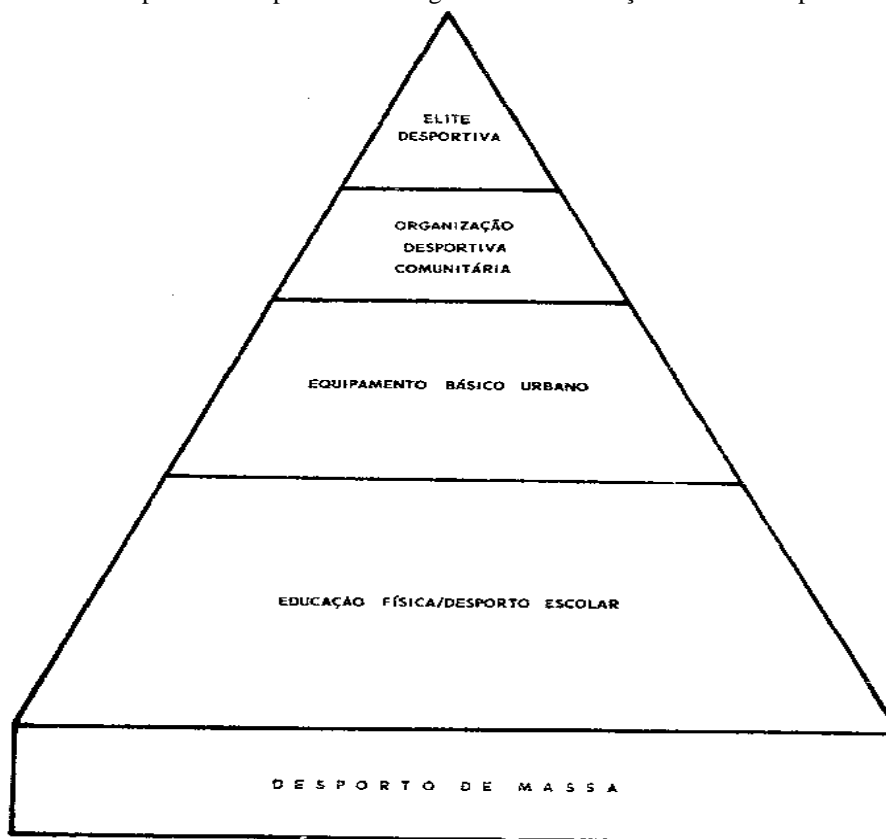 ELITE
DESPORTIVA
ORGANIZAÇÃO
DESPORTIVA
COMUNITÁRIA
EQUIPAMENTO BÁSICO URBANO
EDUCAÇÃO FÍSICA/DESPORTO ESCOLAR
DESPORTO DE MASSA